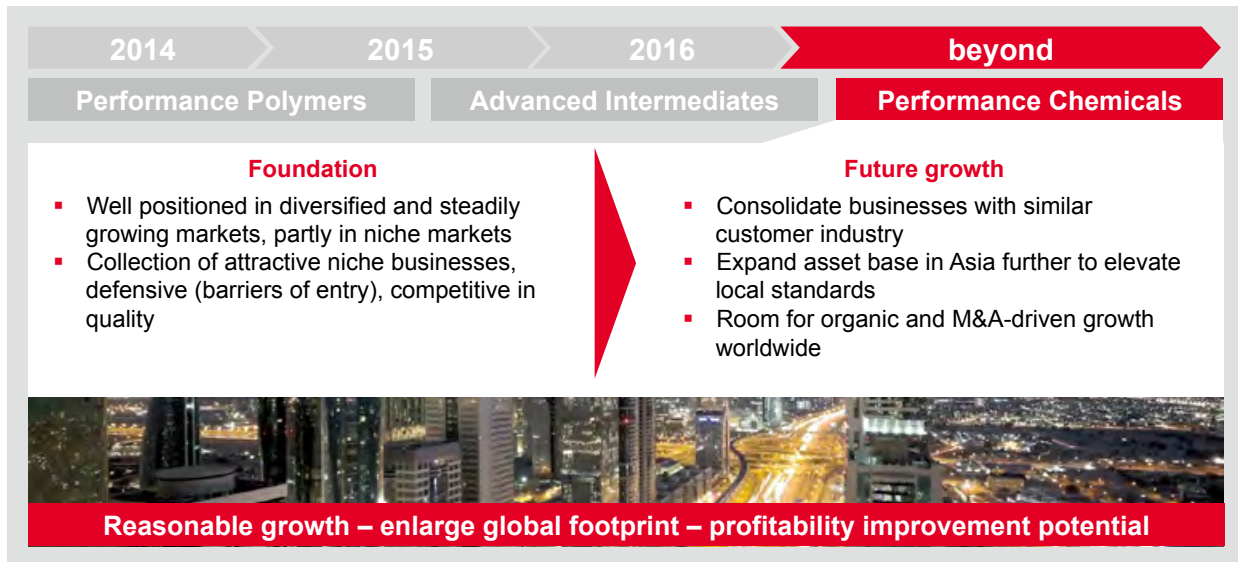 2014
2015
2016
beyond
Performance Polymers
Advanced Intermediates
Performance Chemicals
Foundation
▪ Well positioned in diversified and steadily
growing markets, partly in niche markets
▪ Collection of attractive niche businesses,
defensive (barriers of entry), competitive in
quality
Future growth
▪ Consolidate businesses with similar
customer industry
▪ Expand asset base in Asia further to elevate
local standards
▪ Room for organic and M&A-driven growth
worldwide
Reasonable growth – enlarge global footprint – profitability improvement potential